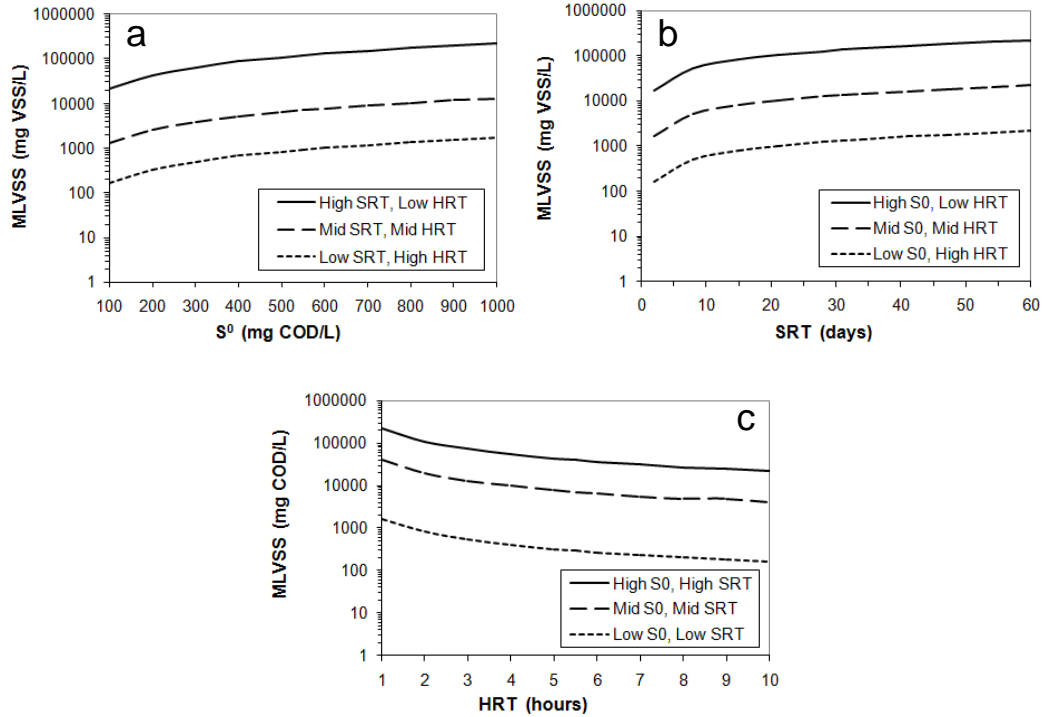 a
MLVSS (mg VSS/L)
1000000
100000
10000
1000
100
10
1
High SRT, Low HRT
Mid SRT, Mid HRT
Low SRT, High HRT
100 200 300 400 500 600 700 800 900 1000
S⁰ (mg COD/L)
b
MLVSS (mg VSS/L)
1000000
100000
10000
1000
100
10
1
High S0, Low HRT
Mid S0, Mid HRT
Low S0, High HRT
0 10 20 30 40 50 60
SRT (days)
c
MLVSS (mg COD/L)
1000000
100000
10000
1000
100
10
1
High S0, High SRT
Mid S0, Mid SRT
Low S0, Low SRT
1 2 3 4 5 6 7 8 9 10
HRT (hours)